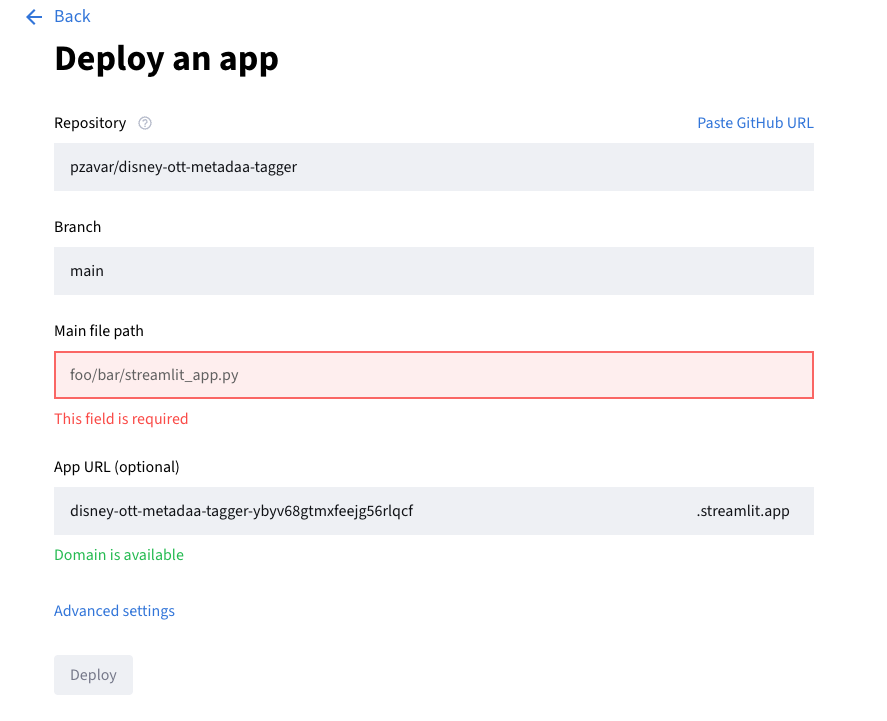 Back
Deploy an app
Repository
Paste GitHub URL
pzavar/disney-ott-metadaa-tagger
Branch
main
Main file path
foo/bar/streamlit_app.py
This field is required
App URL (optional)
disney-ott-metadaa-tagger-ybyv68gtmxfeejg56rlqcf .streamlit.app
Domain is available
Advanced settings
Deploy